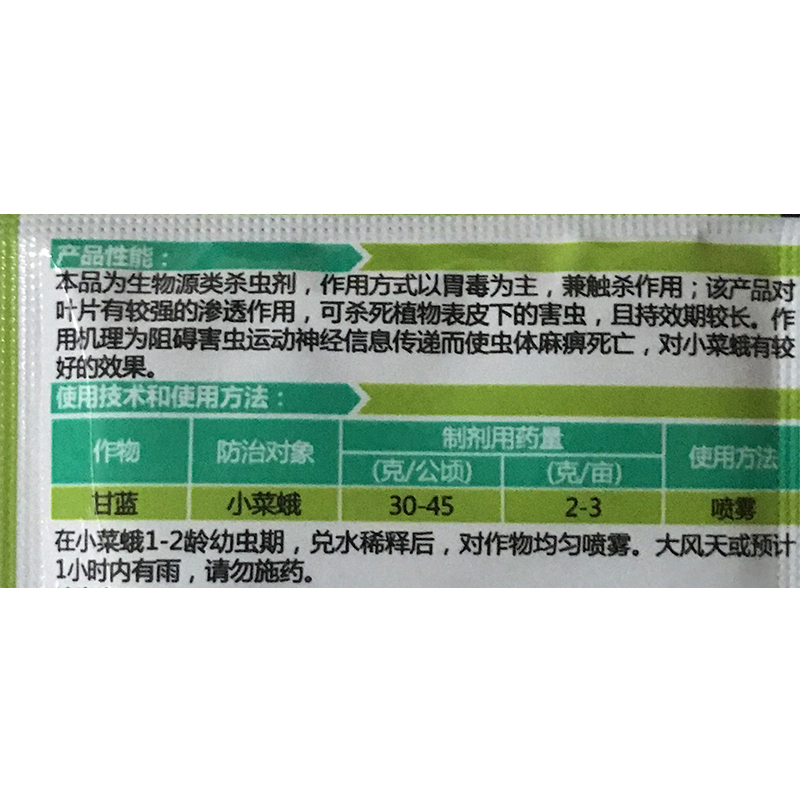 产品性能：
本品为生物源类杀虫剂，作用方式以胃毒为主，兼触杀作用；该产品对
叶片有较强的渗透作用，可杀死植物表皮下的害虫，且持效期较长。作
用机理为阻碍害虫运动神经信息传递而使虫体麻痹死亡，对小菜蛾有较
好的效果。
使用技术和使用方法：
作物 防治对象 制剂用药量 使用方法
(克/公顷) (克/亩)
甘蓝 小菜蛾 30-45 2-3 喷雾
在小菜蛾1-2龄幼虫期，兑水稀释后，对作物均匀喷雾。大风天或预计
1小时内有雨，请勿施药。